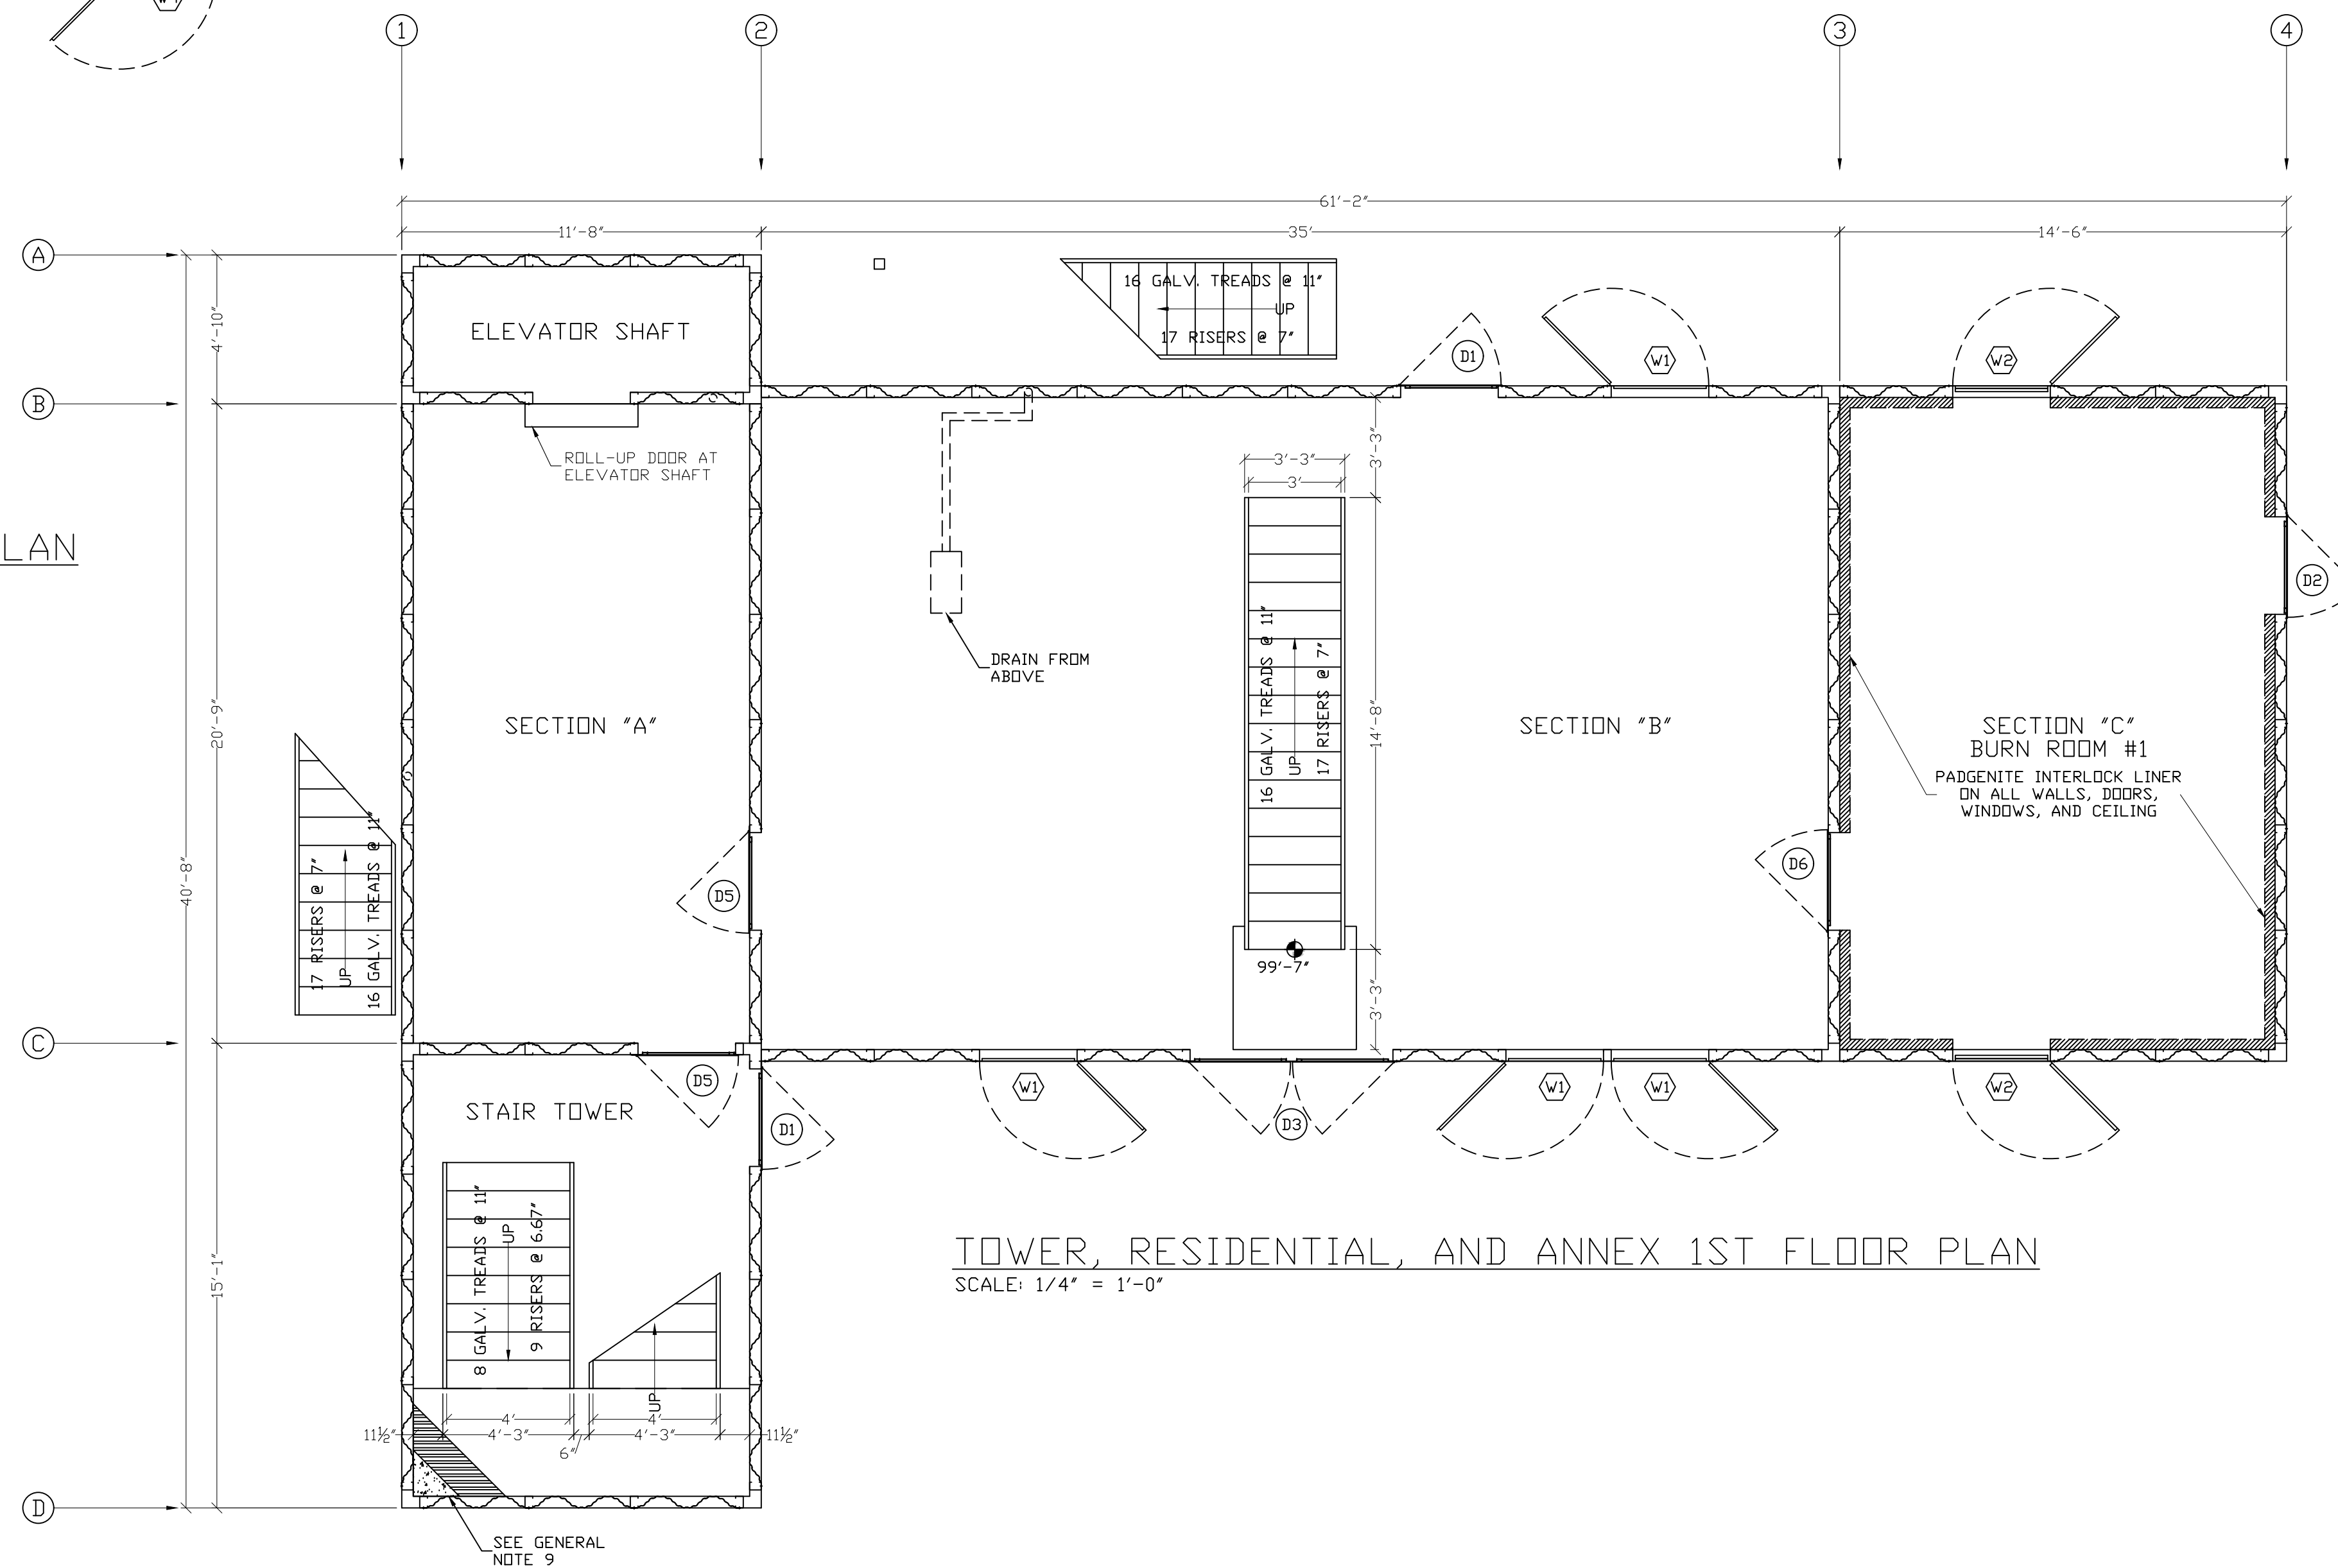 W1
1
2
3
4
61'-2"
11'-8"
35'
14'-6"
A
16 GALV. TREADS @ 11"
UP
17 RISERS @ 7"
4'-10"
ELEVATOR SHAFT
D1
W1
W2
B
ROLL-UP DOOR AT
ELEVATOR SHAFT
3'-3"
3'-3"
3'
LAN
D2
DRAIN FROM
ABOVE
16 GALV. TREADS @ 11"
UP
17 RISERS @ 7"
20'-9"
14'-8"
SECTION "A"
SECTION "B"
SECTION "C"
BURN ROOM #1
PADGENITE INTERLOCK LINER
ON ALL WALLS, DOORS,
WINDOWS, AND CEILING
40'-8"
17 RISERS @ 7"
UP
16 GALV. TREADS @ 11"
D5
D6
99'-7"
3'-3"
C
D5
D1
W1
D3
W1
W1
W2
STAIR TOWER
8 GALV. TREADS @ 11"
UP
9 RISERS @ 6.67"
UP
15'-1"
TOWER, RESIDENTIAL, AND ANNEX 1ST FLOOR PLAN
SCALE: 1/4" = 1'-0"
4'
4'
11½"
4'-3"
6"
4'-3"
11½"
D
SEE GENERAL
NOTE 9